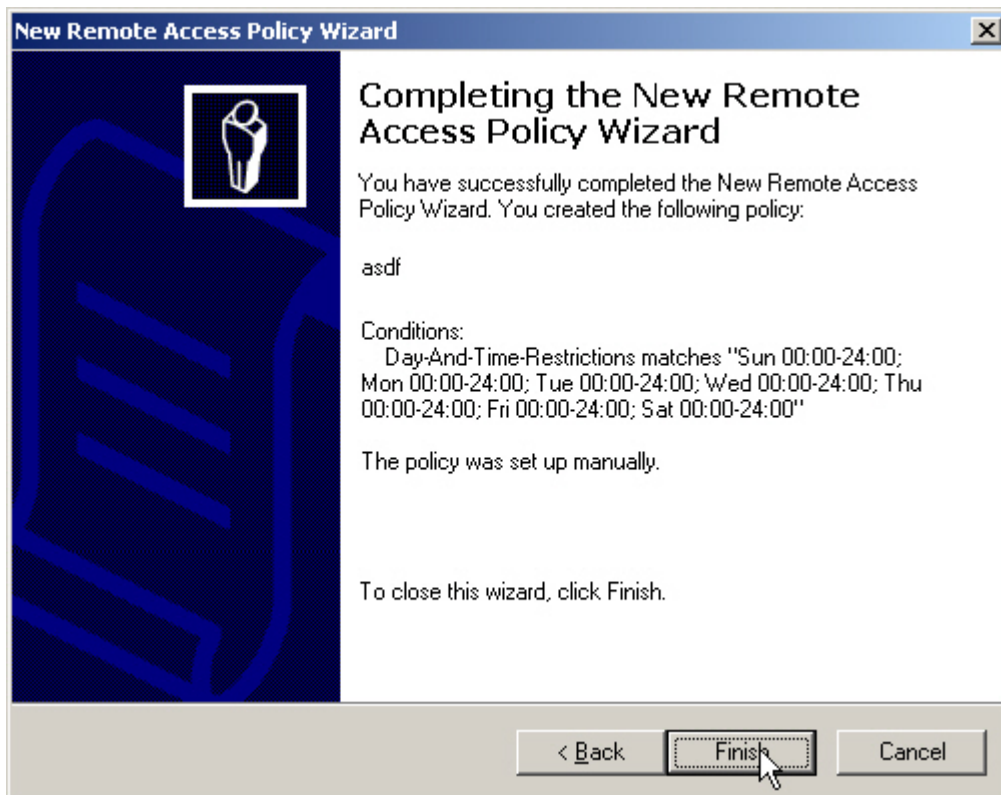 New Remote Access Policy Wizard
Completing the New Remote
Access Policy Wizard
You have successfully completed the New Remote Access
Policy Wizard. You created the following policy:
asdf
Conditions:
Day-And-Time-Restrictions matches "Sun 00:00-24:00;
Mon 00:00-24:00; Tue 00:00-24:00; Wed 00:00-24:00; Thu
00:00-24:00; Fri 00:00-24:00; Sat 00:00-24:00"
The policy was set up manually.
To close this wizard, click Finish.
< Back
Finish
Cancel